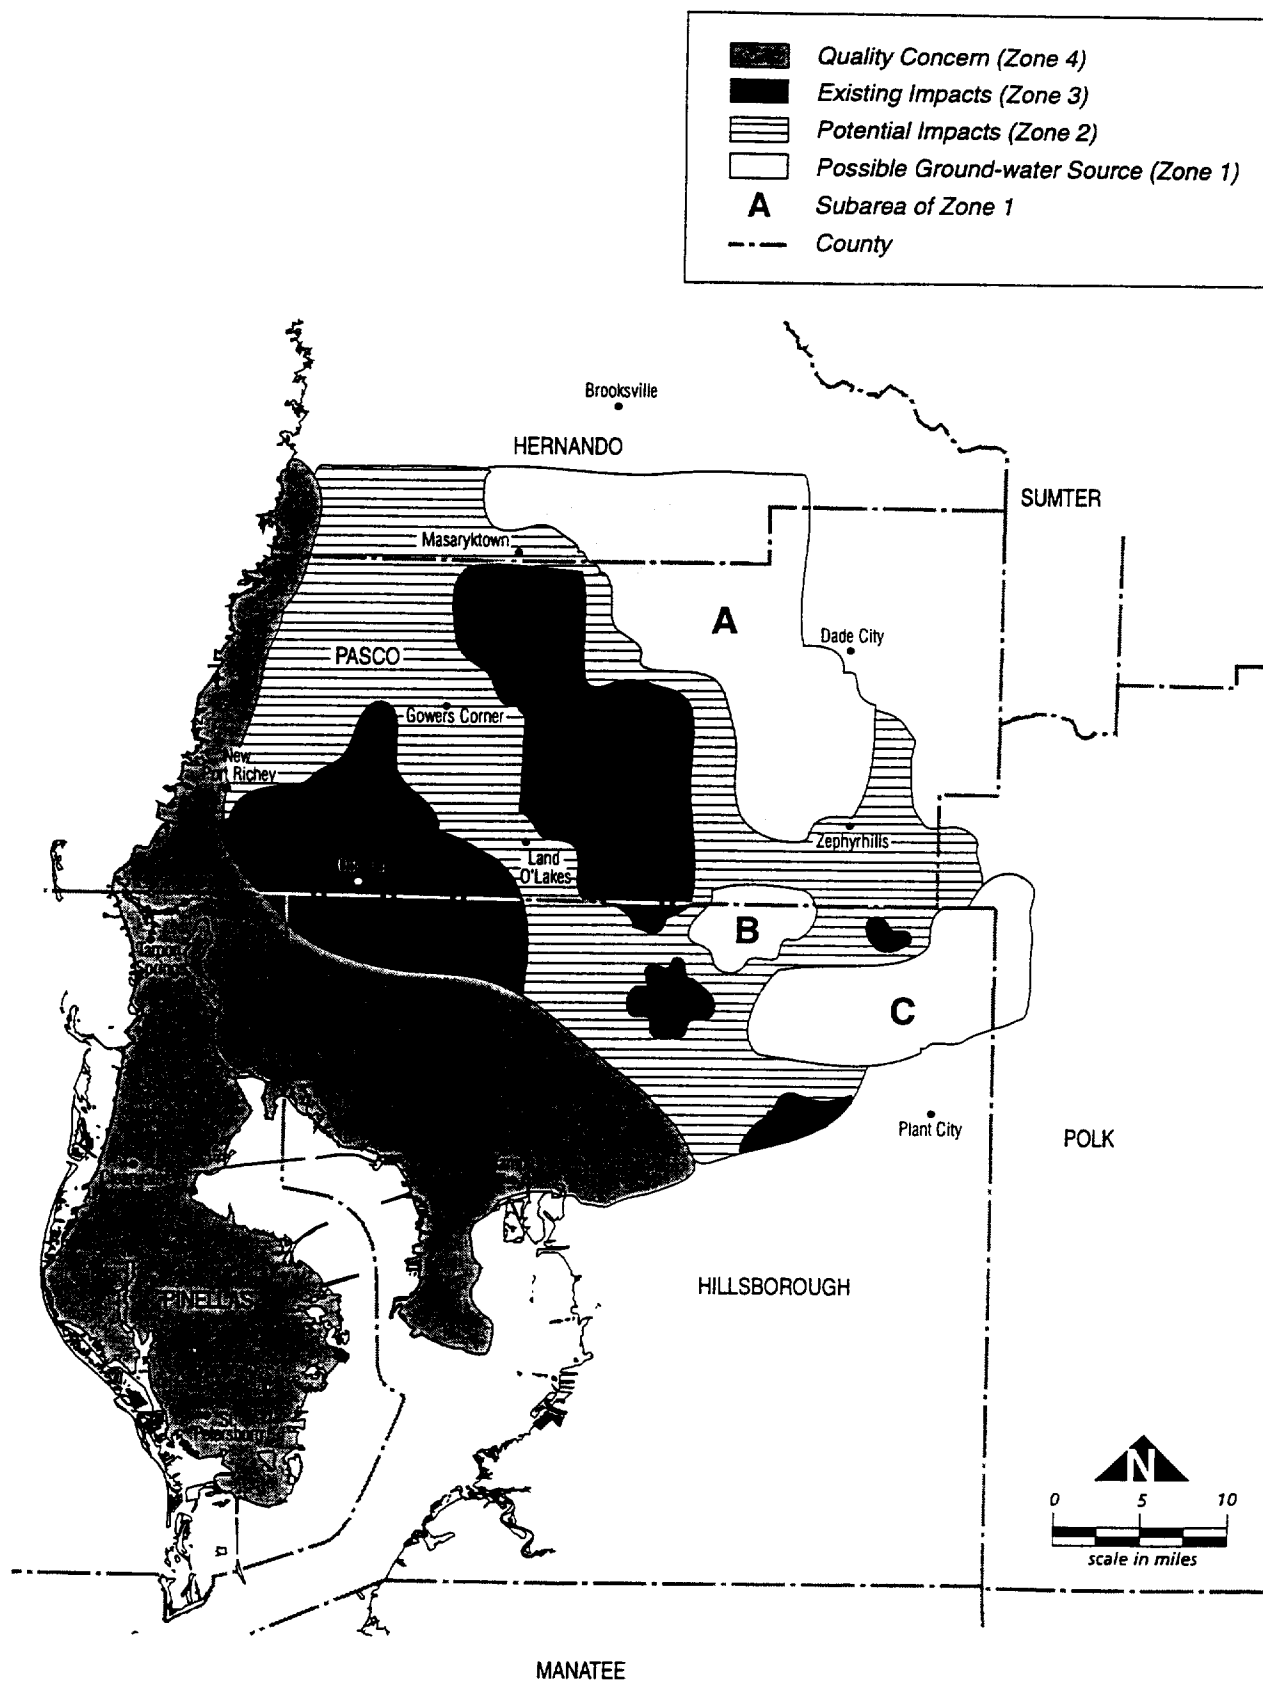 Quality Concern (Zone 4)
Existing Impacts (Zone 3)
Potential Impacts (Zone 2)
Possible Ground-water Source (Zone 1)
A Subarea of Zone 1
County
Brooksville
HERNANDO
SUMTER
Masaryktown
A
Dade City
PASCO
Gowers Corner
New
Port Richey
Zephyrhills
Land
O'Lakes
B
C
Plant City
POLK
PINELLAS
HILLSBOROUGH
N
0 5 10
scale in miles
MANATEE